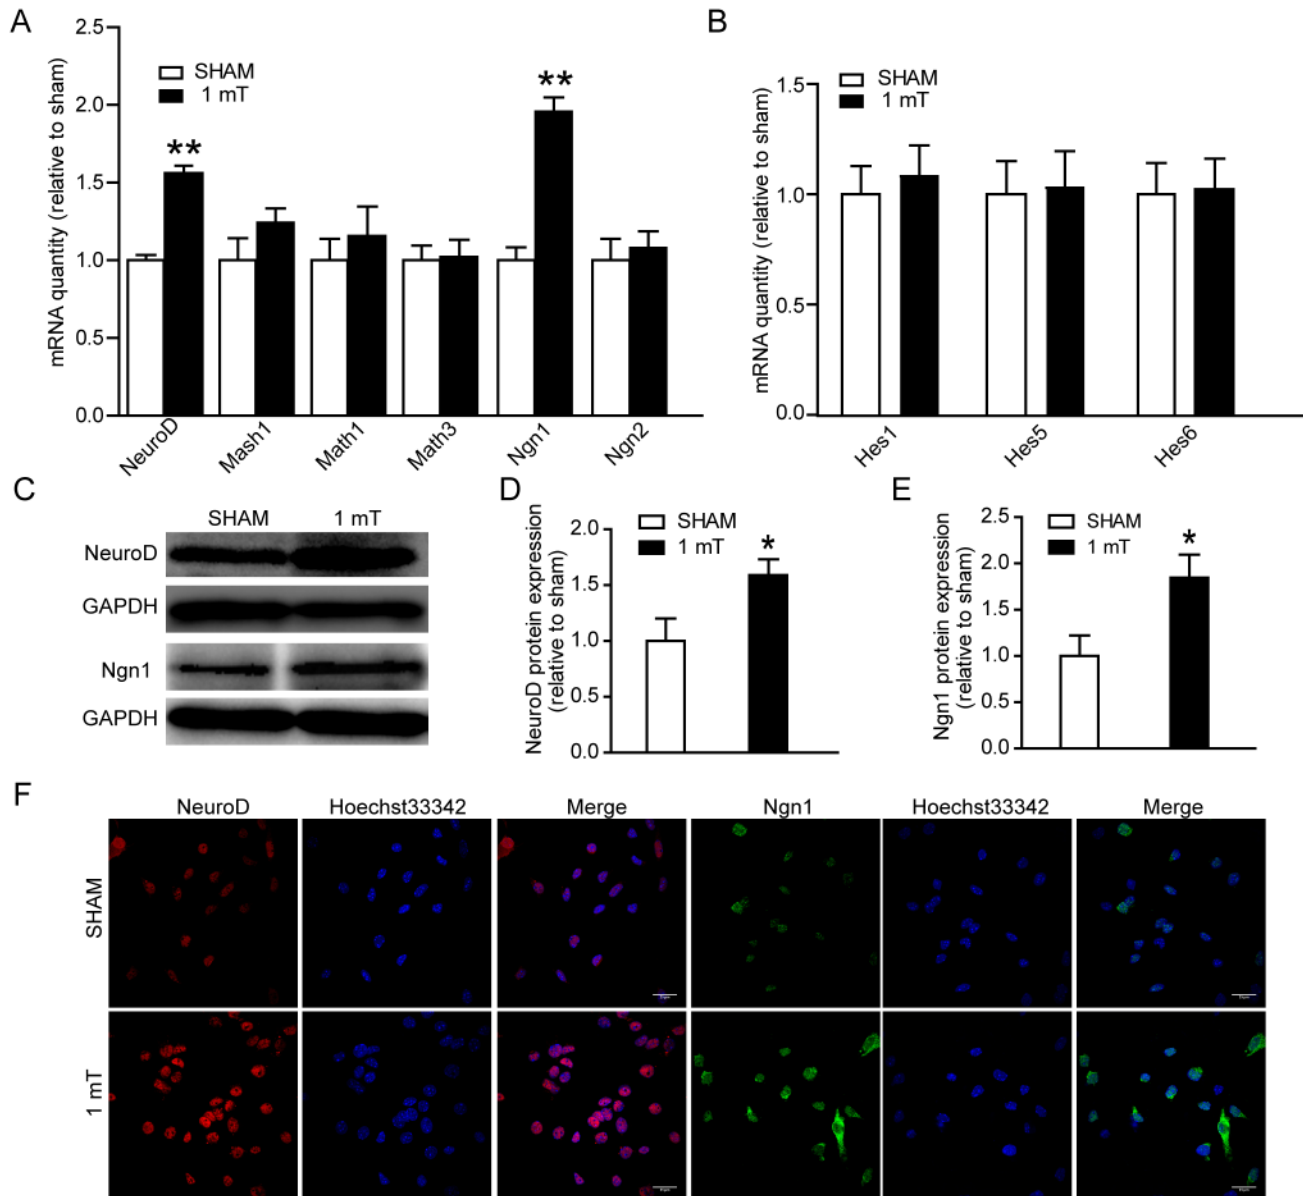 A
mRNA quantity (relative to sham)
2.5
2.0
1.5
1.0
0.5
0.0
SHAM
1 mT
**
**
NeuroD
Mash1
Math1
Math3
Ngn1
Ngn2
B
mRNA quantity (relative to sham)
1.5
1.0
0.5
0.0
SHAM
1 mT
Hes1
Hes5
Hes6
C
SHAM 1 mT
NeuroD
GAPDH
Ngn1
GAPDH
D
NeuroD protein expression
(relative to sham)
2.0
1.5
1.0
0.5
0.0
SHAM
1 mT
*
E
Ngn1 protein expression
(relative to sham)
2.5
2.0
1.5
1.0
0.5
0.0
SHAM
1 mT
*
F
NeuroD Hoechst33342 Merge Ngn1 Hoechst33342 Merge
SHAM
1 mT